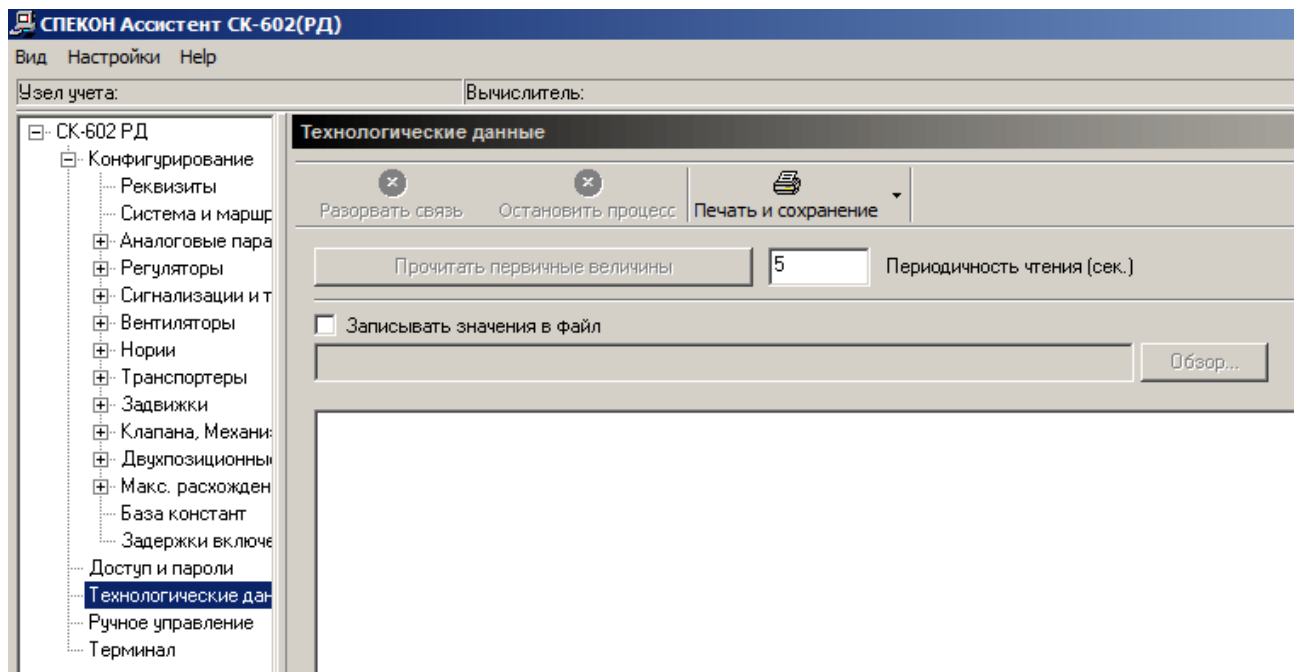 СПЕКОН Ассистент СК-602(РД)
Вид Настройки Help
Узел учета: Вычислитель:
СК-602 РД
Конфигурирование
Реквизиты
Система и маршр
Аналоговые пара
Регуляторы
Сигнализации и т
Вентиляторы
Нории
Транспортеры
Задвижки
Клапана, Механи
Двухпозиционны
Макс. расхожден
База констант
Задержки включе
Доступ и пароли
Технологические дан
Ручное управление
Терминал
Технологические данные
Разорвать связь Остановить процесс Печать и сохранение
Прочитать первичные величины 5 Периодичность чтения (сек.)
Записывать значения в файл
Обзор...